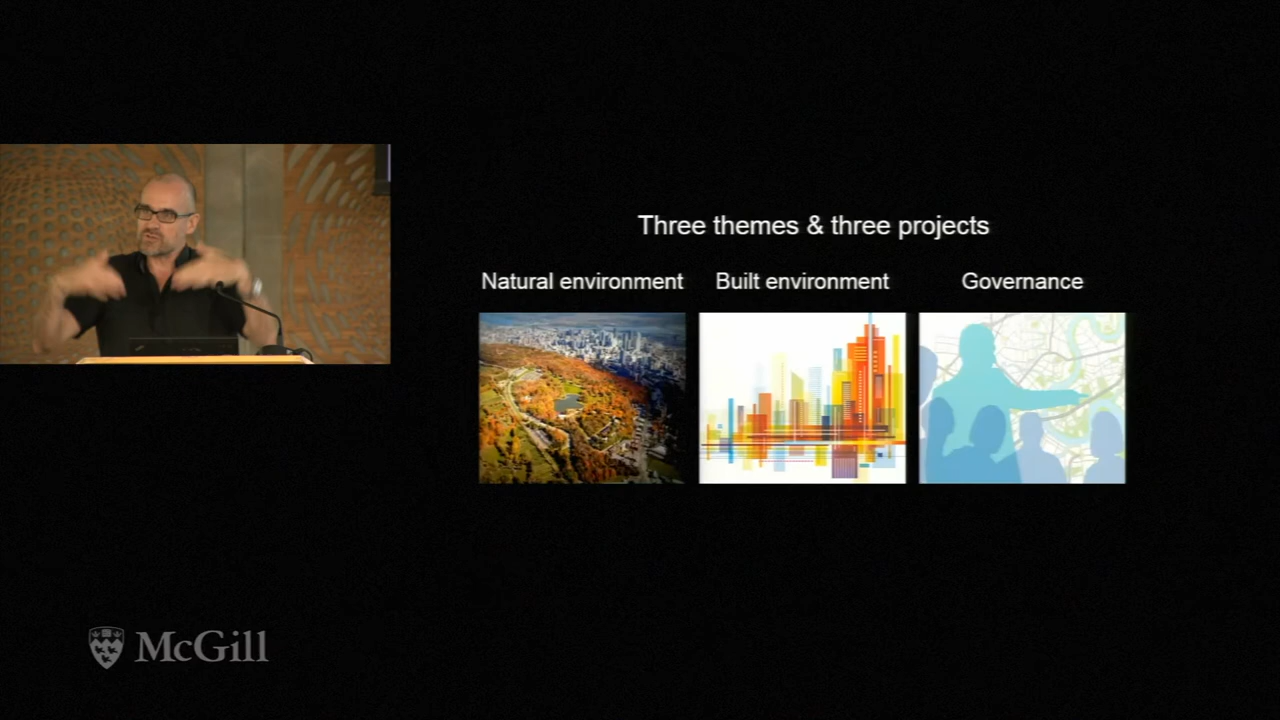 Three themes & three projects
Natural environment Built environment Governance
McGill